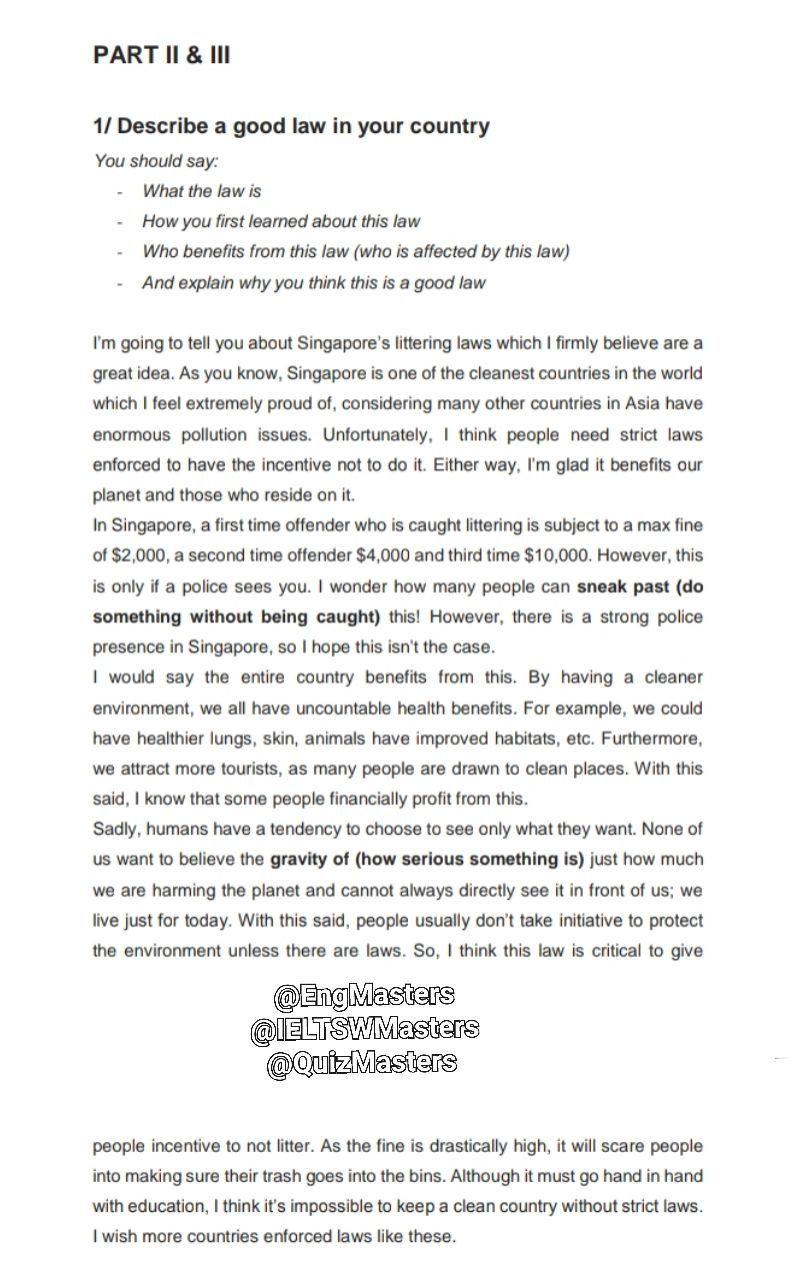 PART II & III
1/ Describe a good law in your country
You should say:
- What the law is
- How you first learned about this law
- Who benefits from this law (who is affected by this law)
- And explain why you think this is a good law
I'm going to tell you about Singapore's littering laws which I firmly believe are a
great idea. As you know, Singapore is one of the cleanest countries in the world
which I feel extremely proud of, considering many other countries in Asia have
enormous pollution issues. Unfortunately, I think people need strict laws
enforced to have the incentive not to do it. Either way, I'm glad it benefits our
planet and those who reside on it.
In Singapore, a first time offender who is caught littering is subject to a max fine
of $2,000, a second time offender $4,000 and third time $10,000. However, this
is only if a police sees you. I wonder how many people can sneak past (do
something without being caught) this! However, there is a strong police
presence in Singapore, so I hope this isn't the case.
I would say the entire country benefits from this. By having a cleaner
environment, we all have uncountable health benefits. For example, we could
have healthier lungs, skin, animals have improved habitats, etc. Furthermore,
we attract more tourists, as many people are drawn to clean places. With this
said, I know that some people financially profit from this.
Sadly, humans have a tendency to choose to see only what they want. None of
us want to believe the gravity of (how serious something is) just how much
we are harming the planet and cannot always directly see it in front of us; we
live just for today. With this said, people usually don't take initiative to protect
the environment unless there are laws. So, I think this law is critical to give
@EngMasters
@IELTSWMasters
@QuizMasters
people incentive to not litter. As the fine is drastically high, it will scare people
into making sure their trash goes into the bins. Although it must go hand in hand
with education, I think it's impossible to keep a clean country without strict laws.
I wish more countries enforced laws like these.